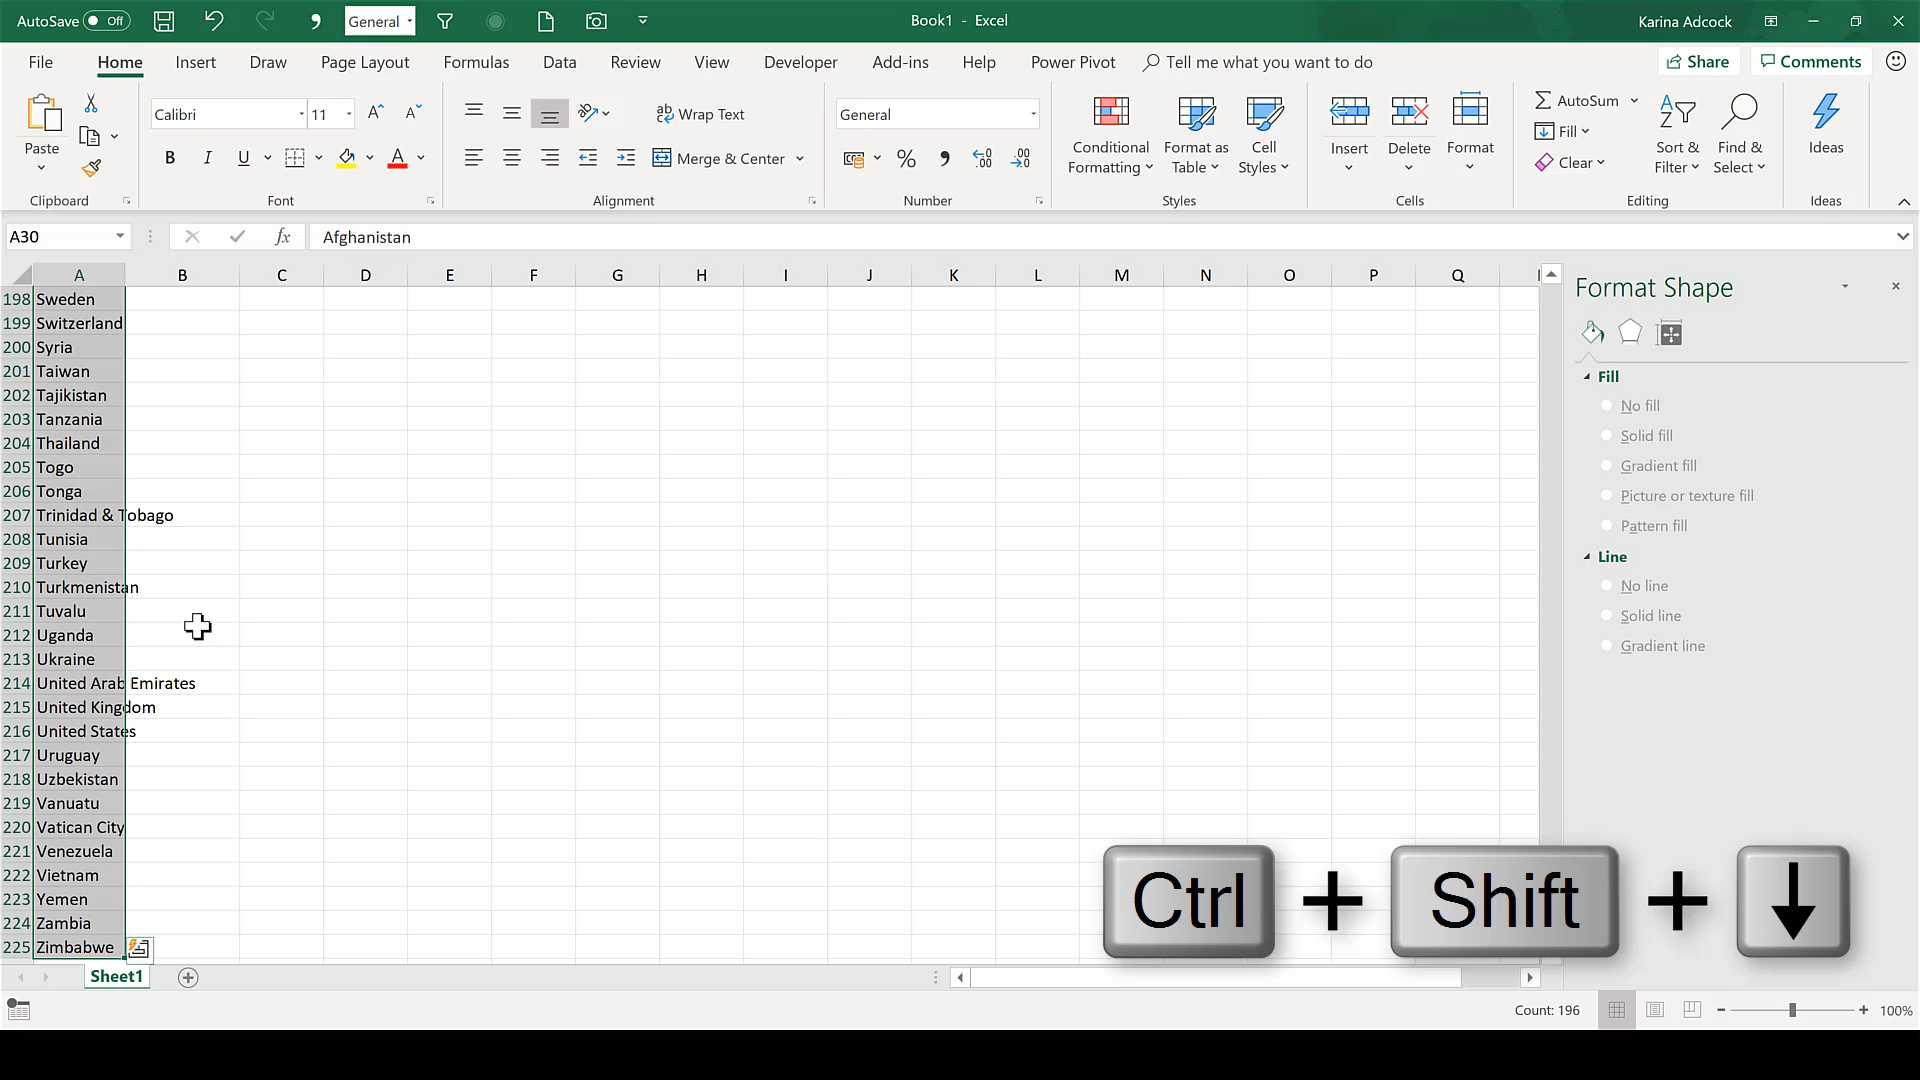 AutoSave Off General Book1 - Excel Karina Adcock
File Home Insert Draw Page Layout Formulas Data Review View Developer Add-ins Help Power Pivot Tell me what you want to do Share Comments
Paste
Clipboard
Calibri 11
B I U A
Font
Wrap Text
Merge & Center
Alignment
General
%
Number
Conditional Formatting
Format as Table
Cell Styles
Styles
Insert
Delete
Format
Cells
AutoSum
Fill
Clear
Sort & Filter
Find & Select
Editing
Ideas
Ideas
A30 fx Afghanistan
A B C D E F G H I J K L M N O P Q
198 Sweden
199 Switzerland
200 Syria
201 Taiwan
202 Tajikistan
203 Tanzania
204 Thailand
205 Togo
206 Tonga
207 Trinidad & Tobago
208 Tunisia
209 Turkey
210 Turkmenistan
211 Tuvalu
212 Uganda
213 Ukraine
214 United Arab Emirates
215 United Kingdom
216 United States
217 Uruguay
218 Uzbekistan
219 Vanuatu
220 Vatican City
221 Venezuela
222 Vietnam
223 Yemen
224 Zambia
225 Zimbabwe
Format Shape
Fill
No fill
Solid fill
Gradient fill
Picture or texture fill
Pattern fill
Line
No line
Solid line
Gradient line
Ctrl + Shift + ↓
Sheet1
Count: 196 100%